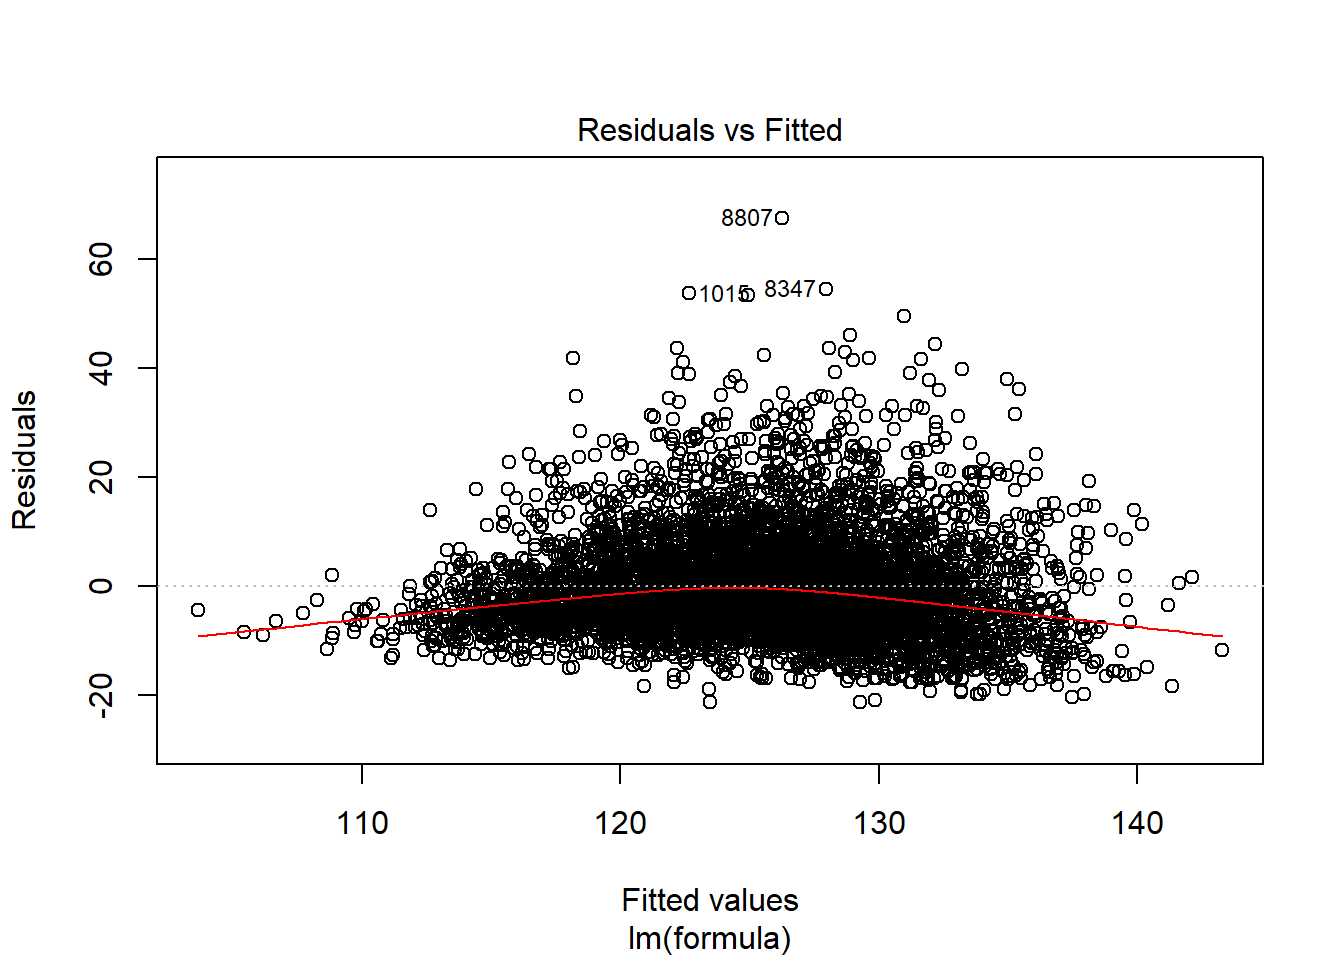 Residuals vs Fitted
8807
1015
8347
Residuals
60
40
20
0
-20
110 120 130 140
Fitted values
lm(formula)